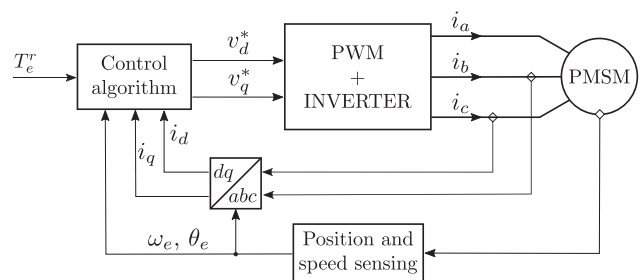 T_e^r
Control
algorithm
v_d^*
v_q^*
PWM
+
INVERTER
i_a
i_b
i_c
PMSM
i_q
i_d
dq
abc
ω_e, θ_e
Position and
speed sensing